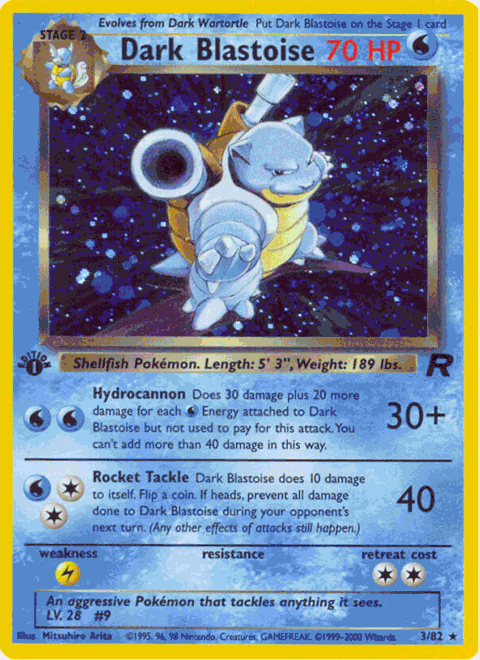 Evolves from Dark Wartortle Put Dark Blastoise on the Stage 1 card
STAGE 2
Dark Blastoise 70 HP
EDITION
1
Shellfish Pokémon. Length: 5' 3", Weight: 189 lbs.
R
Hydrocannon Does 30 damage plus 20 more
damage for each Energy attached to Dark
Blastoise but not used to pay for this attack. You
can't add more than 40 damage in this way.
30+
Rocket Tackle Dark Blastoise does 10 damage
to itself. Flip a coin. If heads, prevent all damage
done to Dark Blastoise during your opponent's
next turn. (Any other effects of attacks still happen.)
40
weakness resistance retreat cost
An aggressive Pokémon that tackles anything it sees.
LV. 28 #9
Illus. Mitsuhiro Arita ©1995, 96, 98 Nintendo, Creatures, GAMEFREAK. ©1999-2000 Wizards. 3/82 ★